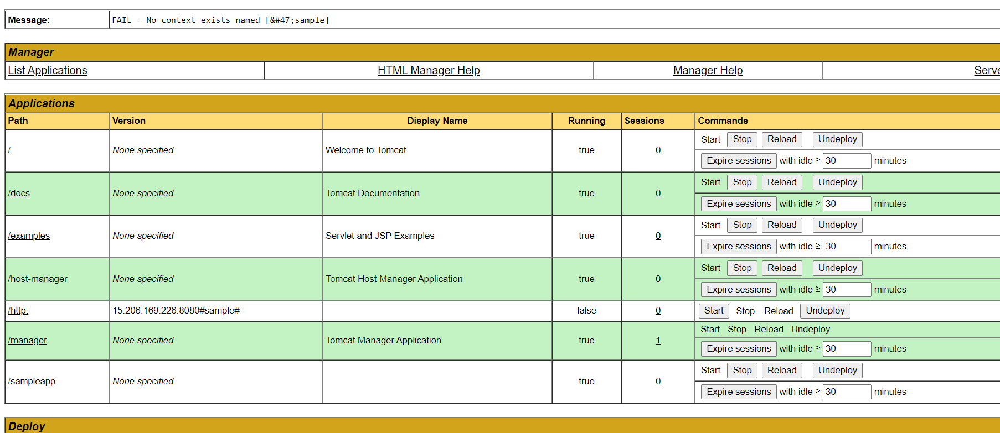 Message: FAIL - No context exists named [&#47;sample]
Manager
List Applications HTML Manager Help Manager Help Serve
Applications
Path Version Display Name Running Sessions Commands
Start Stop Reload Undeploy
/ None specified Welcome to Tomcat true 0
Expire sessions with idle ≥ 30 minutes
Start Stop Reload Undeploy
/docs None specified Tomcat Documentation true 0
Expire sessions with idle ≥ 30 minutes
Start Stop Reload Undeploy
/examples None specified Servlet and JSP Examples true 0
Expire sessions with idle ≥ 30 minutes
Start Stop Reload Undeploy
/host-manager None specified Tomcat Host Manager Application true 0
Expire sessions with idle ≥ 30 minutes
/http: 15.206.169.226:8080#sample# false 0 Start Stop Reload Undeploy
Start Stop Reload Undeploy
/manager None specified Tomcat Manager Application true 1
Expire sessions with idle ≥ 30 minutes
Start Stop Reload Undeploy
/sampleapp None specified true 0
Expire sessions with idle ≥ 30 minutes
Deploy